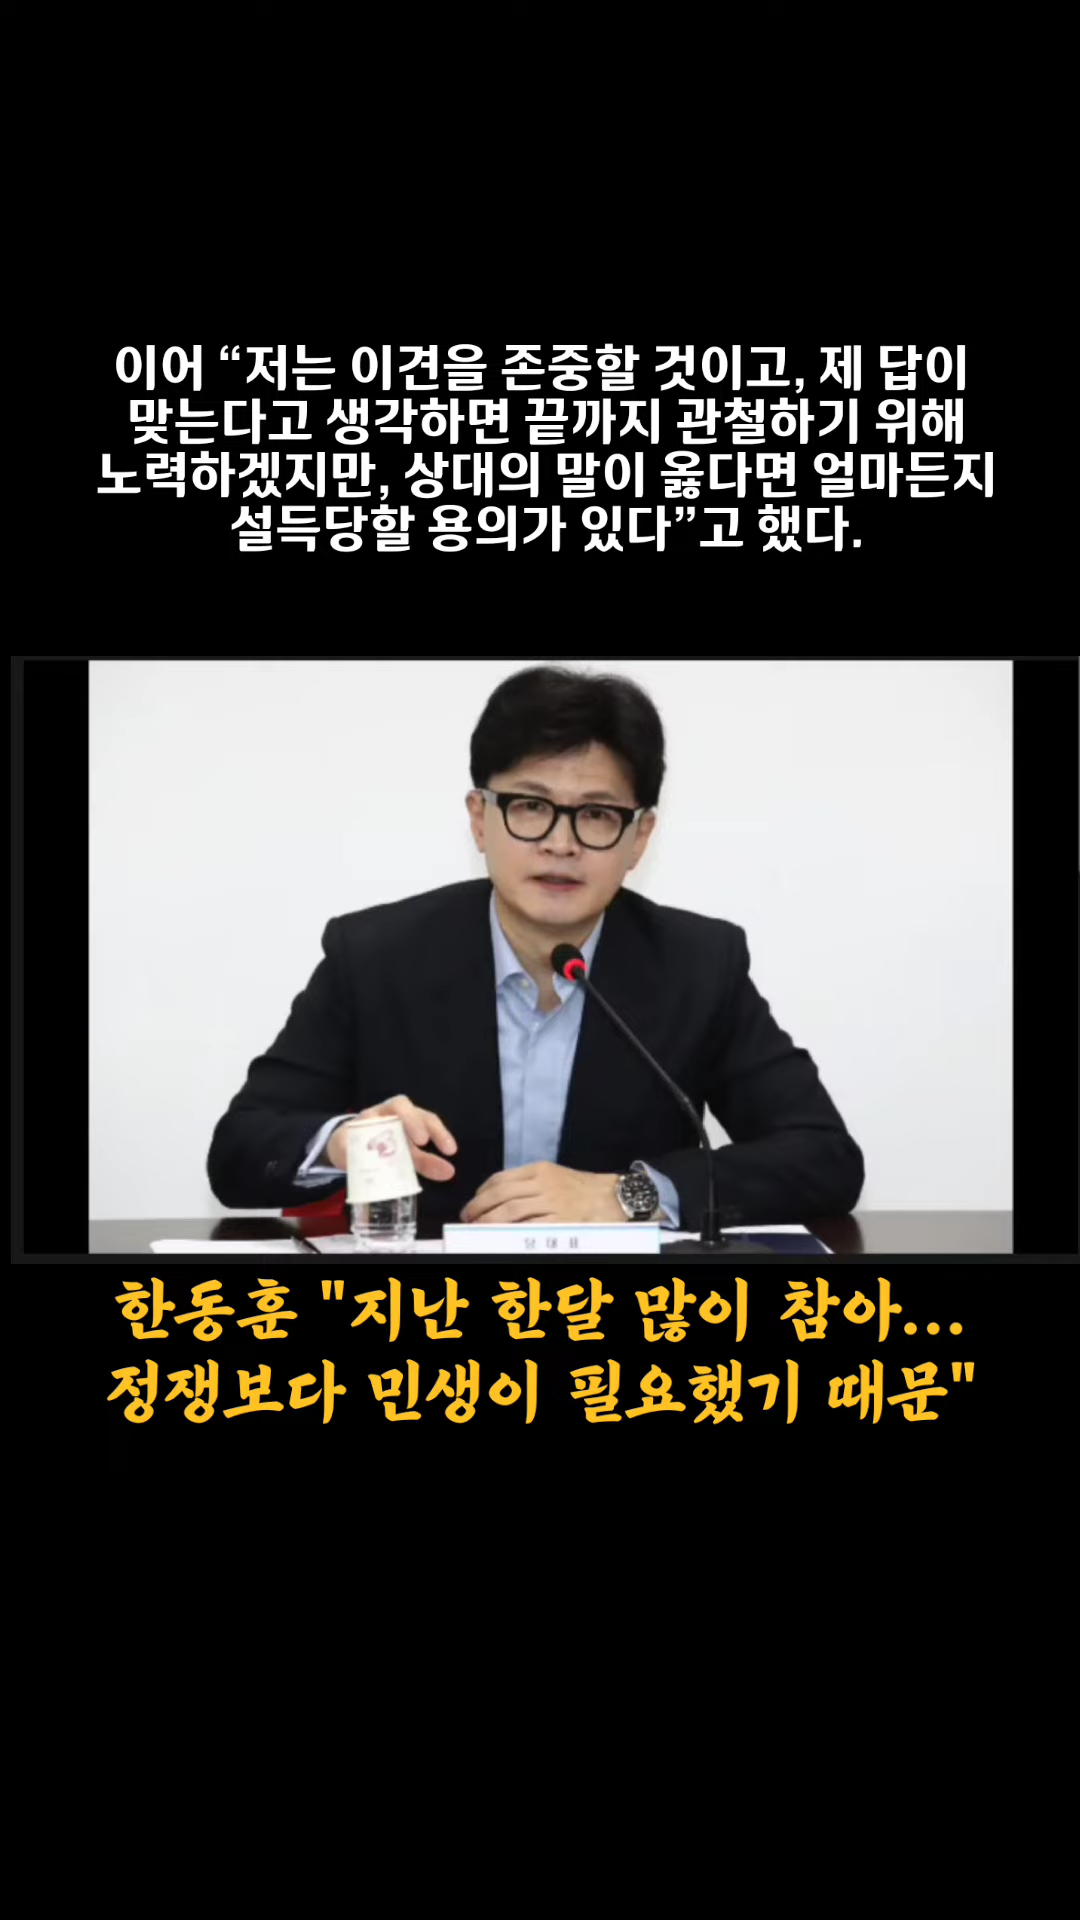 이어 “저는 이견을 존중할 것이고, 제 답이
맞는다고 생각하면 끝까지 관철하기 위해
노력하겠지만, 상대의 말이 옳다면 얼마든지
설득당할 용의가 있다”고 했다.
당 대 표
한동훈 "지난 한달 많이 참아...
정쟁보다 민생이 필요했기 때문"